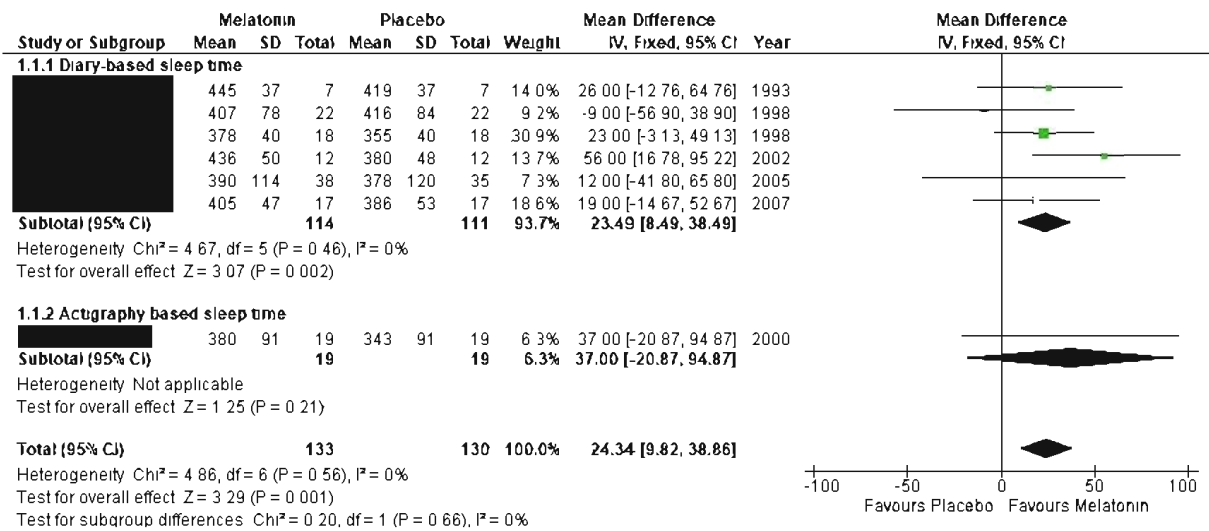 Melatonin Placebo Mean Difference Mean Difference
Study or Subgroup Mean SD Total Mean SD Total Weight IV, Fixed, 95% CI Year IV, Fixed, 95% CI
1.1.1 Diary-based sleep time
445 37 7 419 37 7 14 0% 26 00 [-12 76, 64 76] 1993
407 78 22 416 84 22 9 2% -9 00 [-56 90, 38 90] 1998
378 40 18 355 40 18 30 9% 23 00 [-3 13, 49 13] 1998
436 50 12 380 48 12 13 7% 56 00 [16 78, 95 22] 2002
390 114 38 378 120 35 7 3% 12 00 [-41 80, 65 80] 2005
405 47 17 386 53 17 18 6% 19 00 [-14 67, 52 67] 2007
Subtotal (95% CI) 114 111 93.7% 23.49 [8.49, 38.49]
Heterogeneity Chi² = 4 67, df = 5 (P = 0 46), I² = 0%
Test for overall effect Z = 3 07 (P = 0 002)
1.1.2 Actigraphy based sleep time
380 91 19 343 91 19 6 3% 37 00 [-20 87, 94 87] 2000
Subtotal (95% CI) 19 19 6.3% 37.00 [-20.87, 94.87]
Heterogeneity Not applicable
Test for overall effect Z = 1 25 (P = 0 21)
Total (95% CI) 133 130 100.0% 24.34 [9.82, 38.86]
Heterogeneity Chi² = 4 86, df = 6 (P = 0 56), I² = 0%
Test for overall effect Z = 3 29 (P = 0 001)
Test for subgroup differences Chi² = 0 20, df = 1 (P = 0 66), I² = 0%
-100 -50 0 50 100
Favours Placebo Favours Melatonin